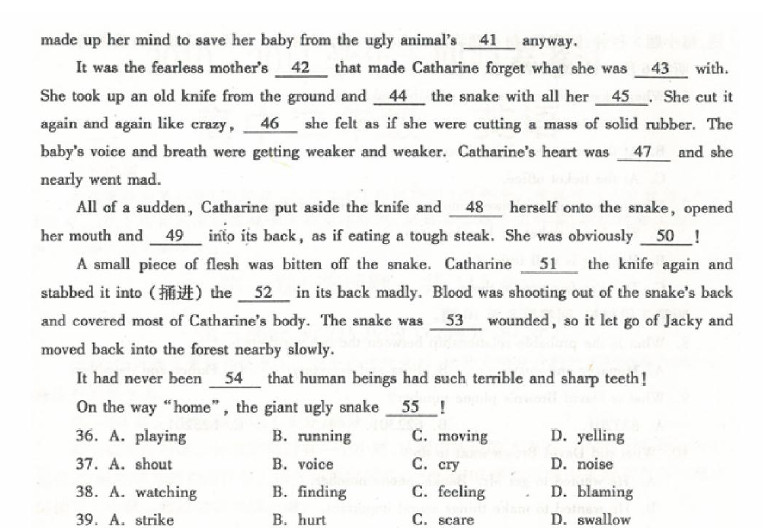 made up her mind to save her baby from the ugly animal's 41 anyway.
It was the fearless mother's 42 that made Catharine forget what she was 43 with.
She took up an old knife from the ground and 44 the snake with all her 45 . She cut it
again and again like crazy, 46 she felt as if she were cutting a mass of solid rubber. The
baby's voice and breath were getting weaker and weaker. Catharine's heart was 47 and she
nearly went mad.
All of a sudden, Catharine put aside the knife and 48 herself onto the snake, opened
her mouth and 49 into its back, as if eating a tough steak. She was obviously 50 !
A small piece of flesh was bitten off the snake. Catharine 51 the knife again and
stabbed it into (捅进) the 52 in its back madly. Blood was shooting out of the snake's back
and covered most of Catharine's body. The snake was 53 wounded, so it let go of Jacky and
moved back into the forest nearby slowly.
It had never been 54 that human beings had such terrible and sharp teeth!
On the way "home", the giant ugly snake 55 !
36. A. playing B. running C. moving D. yelling
37. A. shout B. voice C. cry D. noise
38. A. watching B. finding C. feeling D. blaming
39. A. strike B. hurt C. scare D. swallow